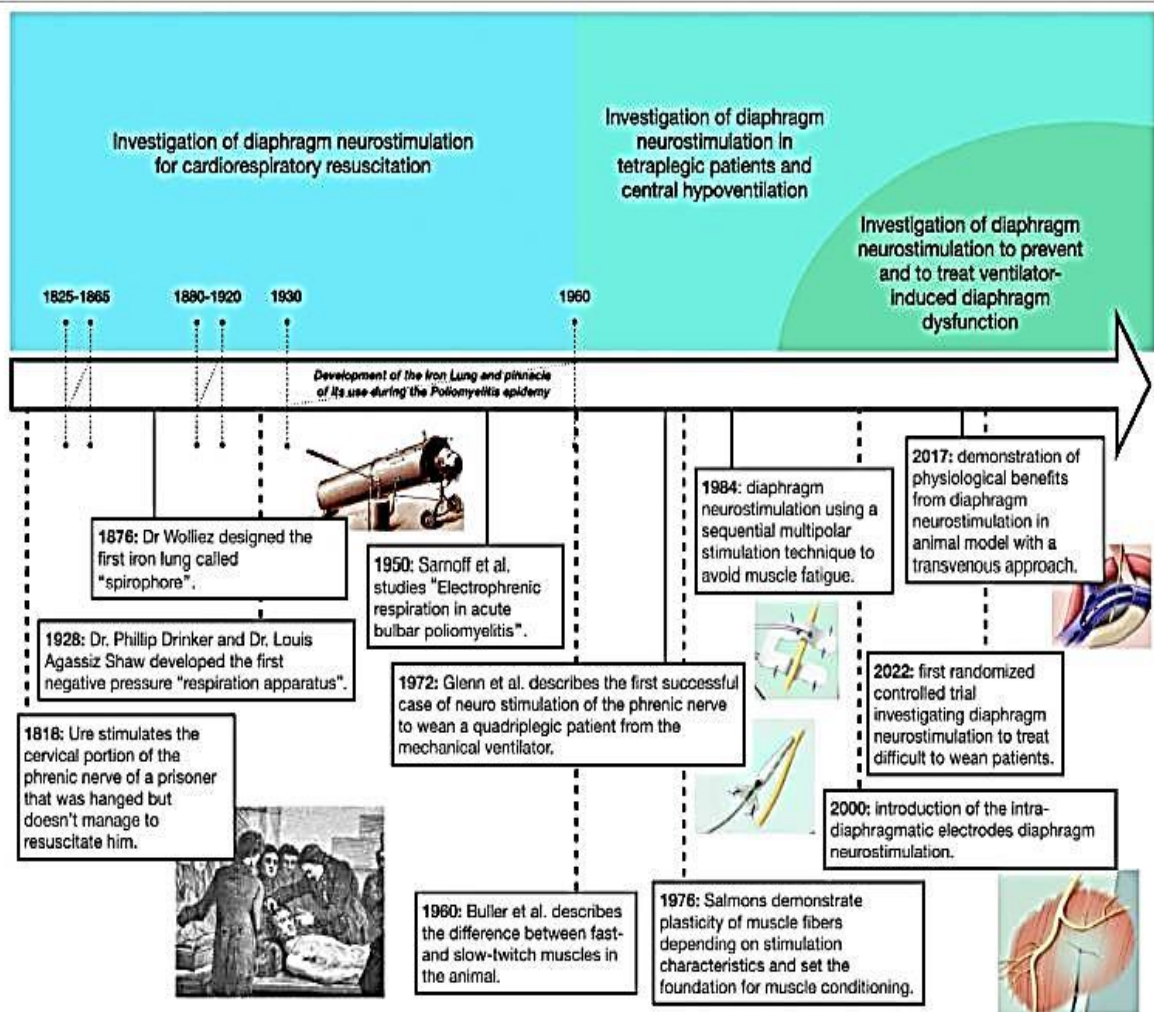 Investigation of diaphragm neurostimulation
for cardiorespiratory resuscitation
Investigation of diaphragm
neurostimulation in
tetraplegic patients and
central hypoventilation
Investigation of diaphragm
neurostimulation to prevent
and to treat ventilator-
induced diaphragm
dysfunction
1825-1865
1880-1920
1930
1960
Development of the Iron Lung and pinnacle
of its use during the Poliomyelitis epidemy
1876: Dr Wolliez designed the
first iron lung called
“spirophore”.
1928: Dr. Phillip Drinker and Dr. Louis
Agassiz Shaw developed the first
negative pressure “respiration apparatus”.
1818: Ure stimulates the
cervical portion of the
phrenic nerve of a prisoner
that was hanged but
doesn’t manage to
resuscitate him.
1950: Sarnoff et al.
studies “Electrophrenic
respiration in acute
bulbar poliomyelitis”.
1972: Glenn et al. describes the first successful
case of neuro stimulation of the phrenic nerve
to wean a quadriplegic patient from the
mechanical ventilator.
1960: Buller et al. describes
the difference between fast-
and slow-twitch muscles in
the animal.
1984: diaphragm
neurostimulation using a
sequential multipolar
stimulation technique to
avoid muscle fatigue.
1976: Salmons demonstrate
plasticity of muscle fibers
depending on stimulation
characteristics and set the
foundation for muscle conditioning.
2017: demonstration of
physiological benefits
from diaphragm
neurostimulation in
animal model with a
transvenous approach.
2022: first randomized
controlled trial
investigating diaphragm
neurostimulation to treat
difficult to wean patients.
2000: introduction of the intra-
diaphragmatic electrodes diaphragm
neurostimulation.